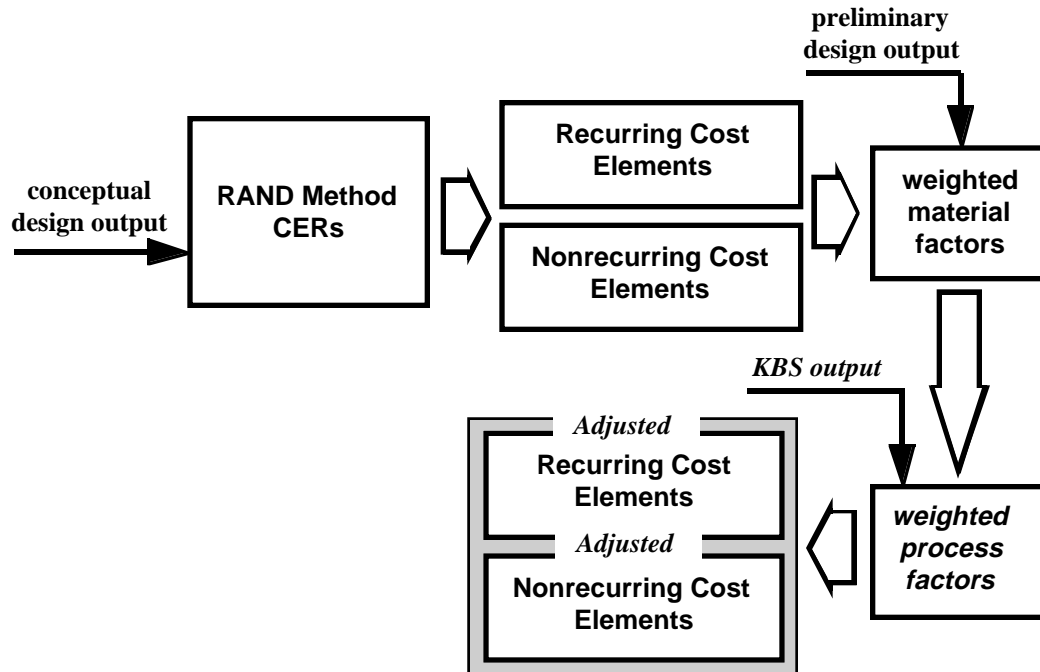 preliminary
design output
conceptual
design output
RAND Method
CERs
Recurring Cost
Elements
Nonrecurring Cost
Elements
weighted
material
factors
KBS output
weighted
process
factors
Adjusted
Recurring Cost
Elements
Adjusted
Nonrecurring Cost
Elements